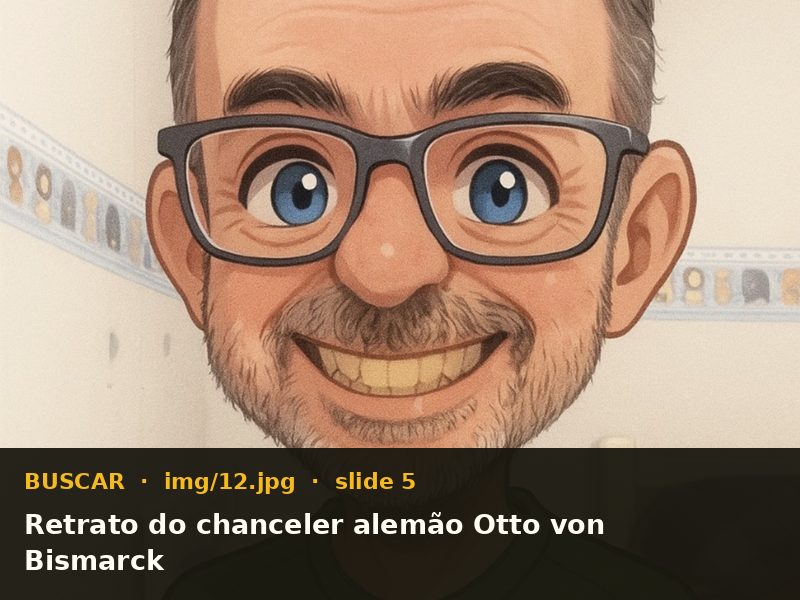 BUSCAR · img/12.jpg · slide 5
Retrato do chanceler alemão Otto von
Bismarck